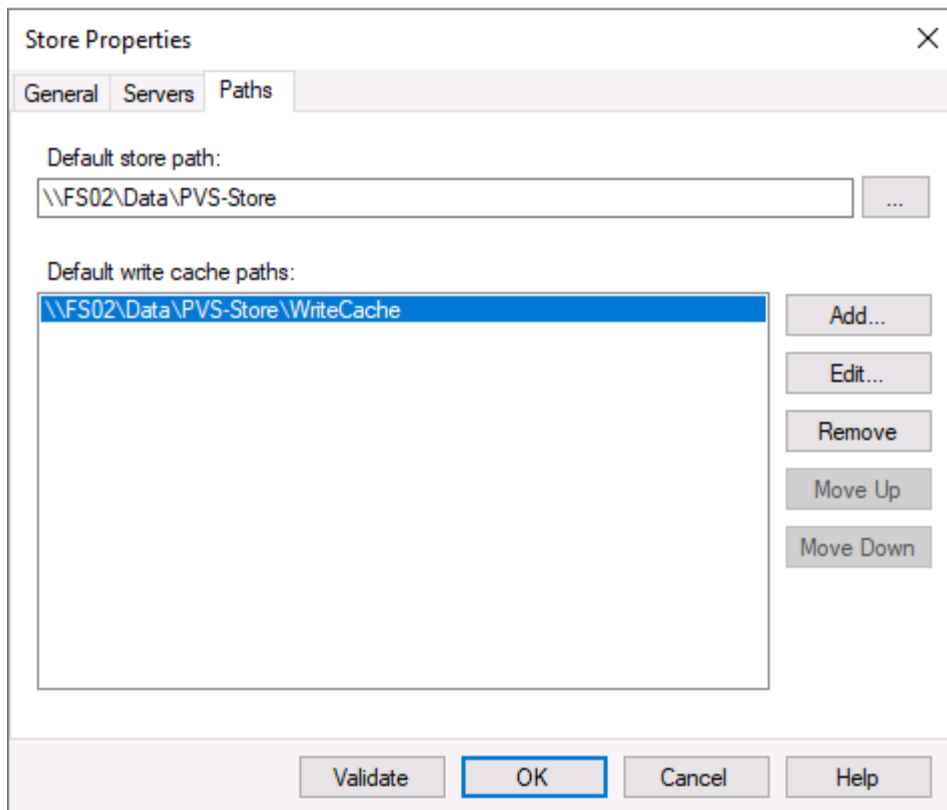 Store Properties
General Servers Paths
Default store path:
\\FS02\Data\PVS-Store
...
Default write cache paths:
\\FS02\Data\PVS-Store\WriteCache
Add...
Edit...
Remove
Move Up
Move Down
Validate OK Cancel Help